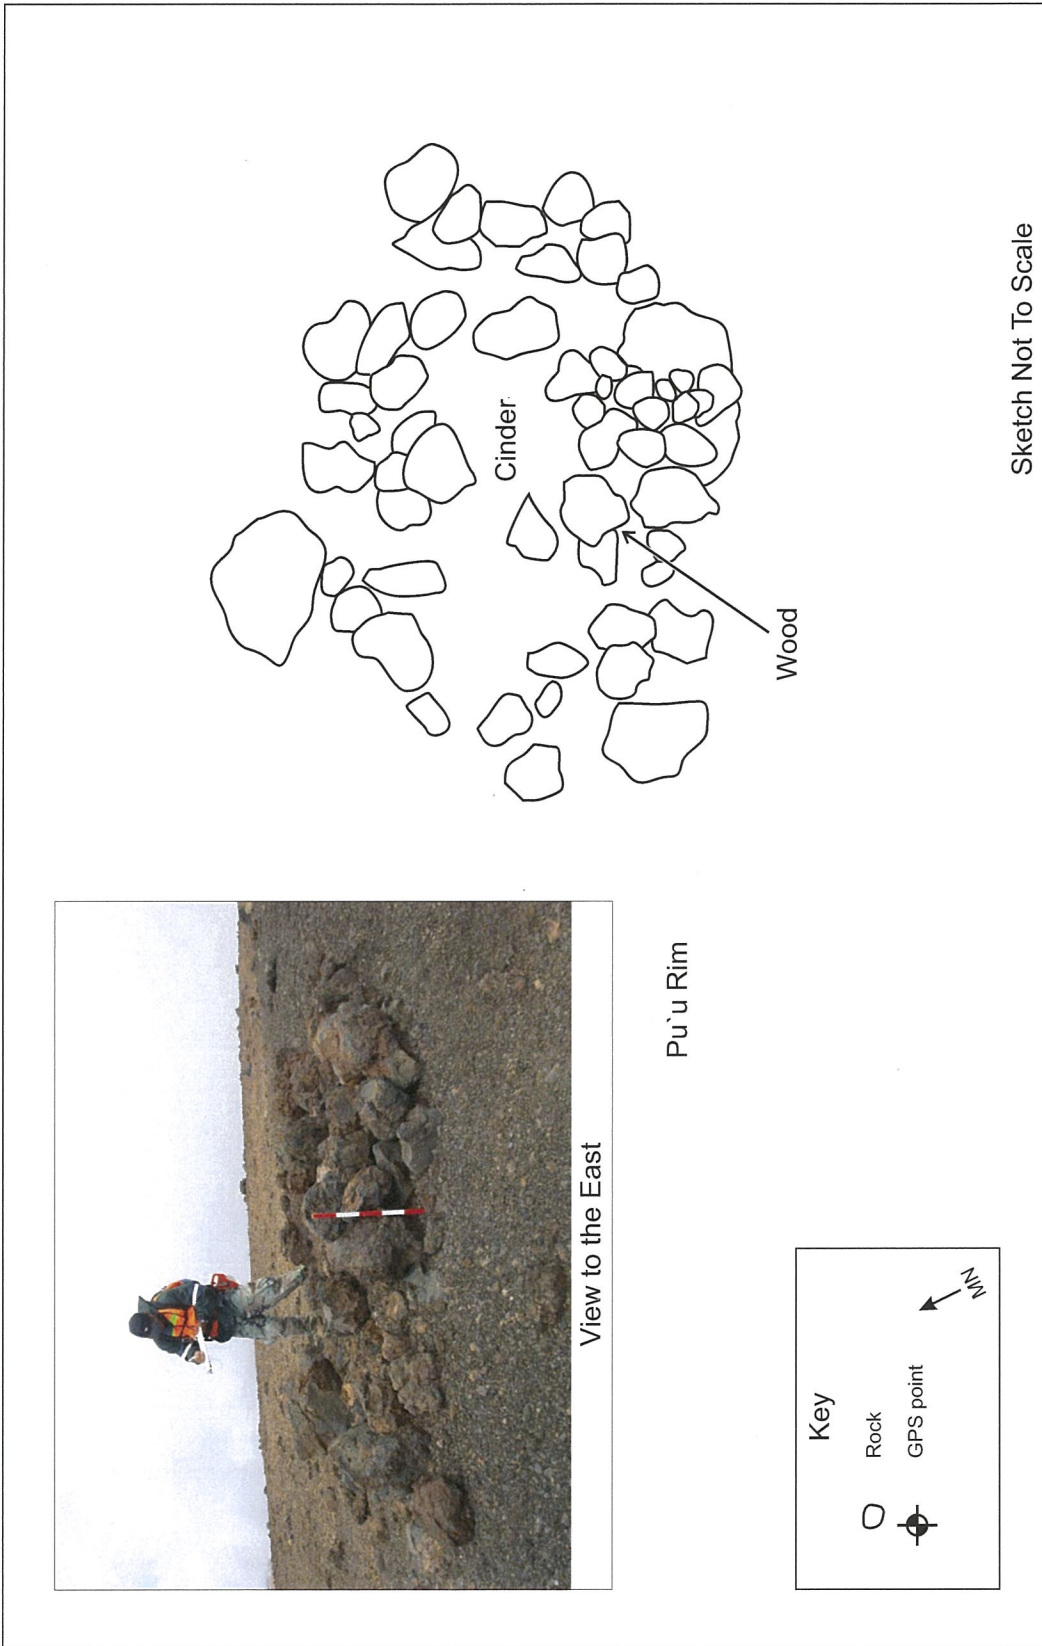 View to the East
Pu`u Rim
Cinder
Wood
Key
Rock
GPS point
MN
Sketch Not To Scale